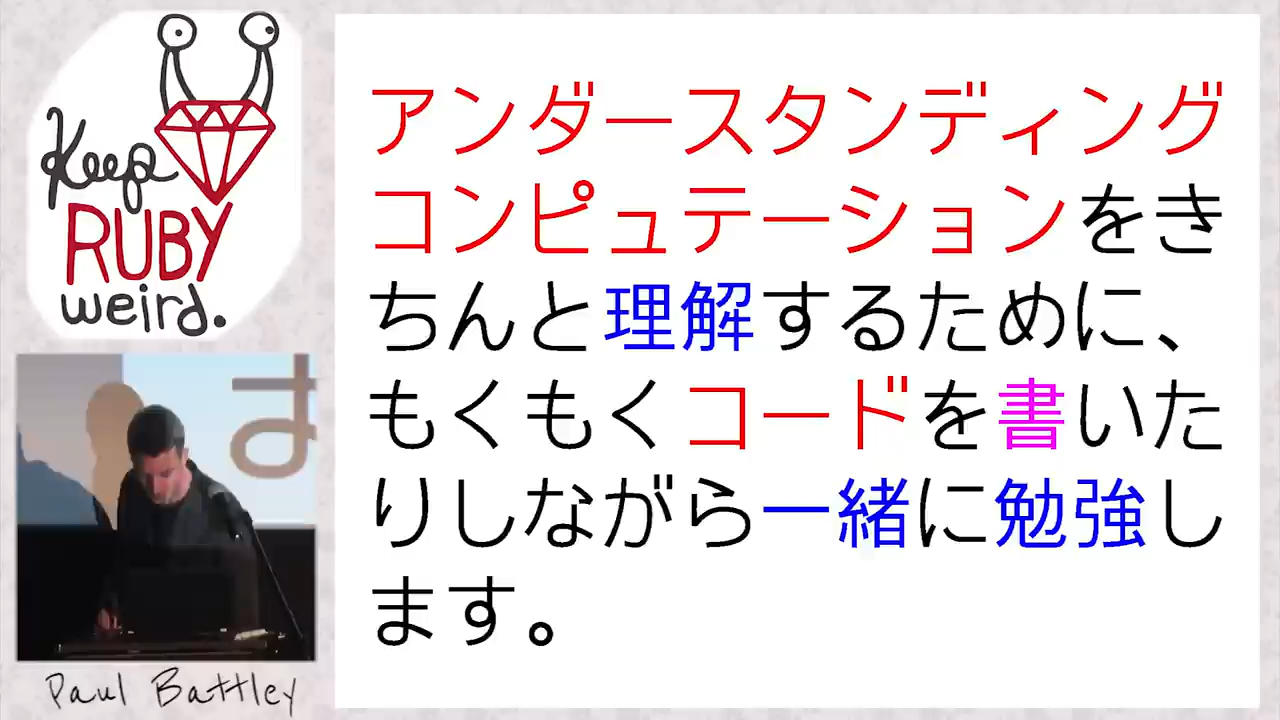 Keep
RUBY
weird.
アンダースタンディング
コンピュテーションをき
ちんと理解するために、
もくもくコードを書いた
りしながら一緒に勉強し
ます。
Paul Battley